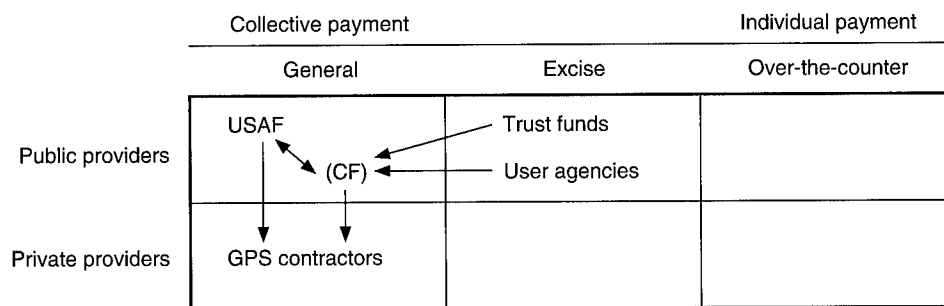 Collective payment Individual payment
General Excise Over-the-counter
USAF Trust funds
Public providers
(CF) User agencies
Private providers GPS contractors